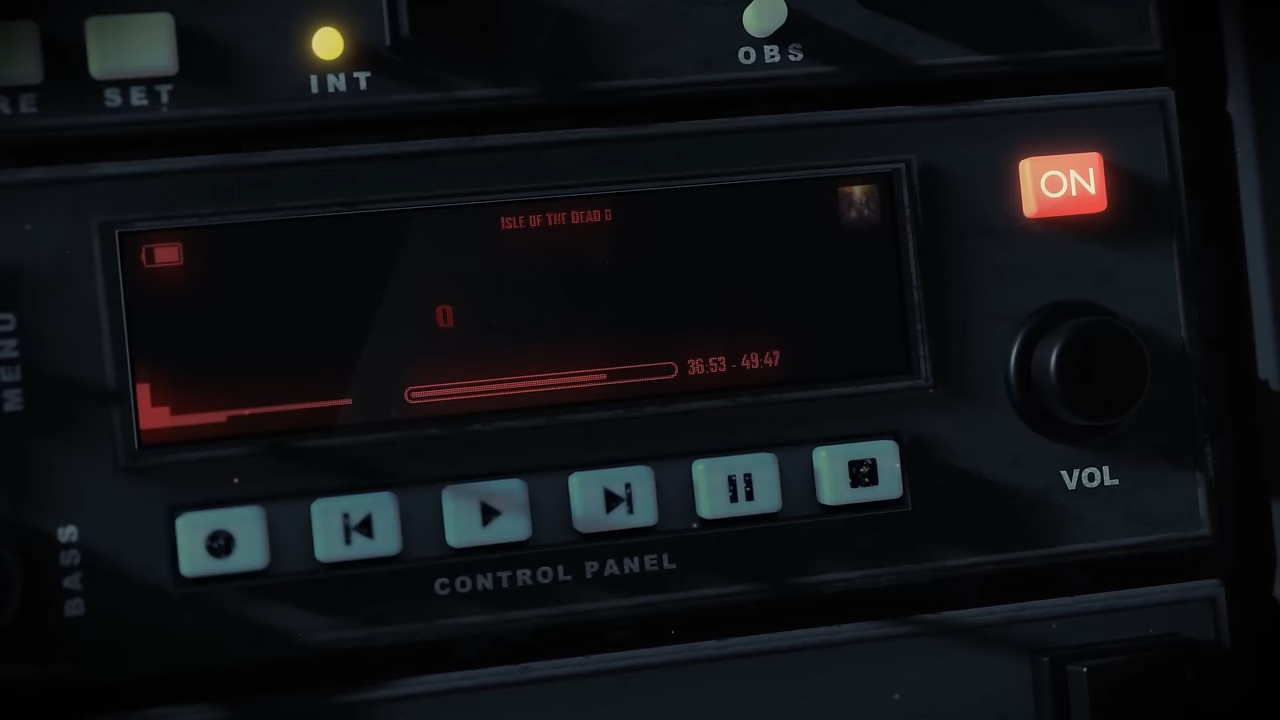 RE
SET
INT
OBS
ON
ISLE OF THE DEAD 0
0
36:53 - 49:47
MENU
VOL
BASS
CONTROL PANEL